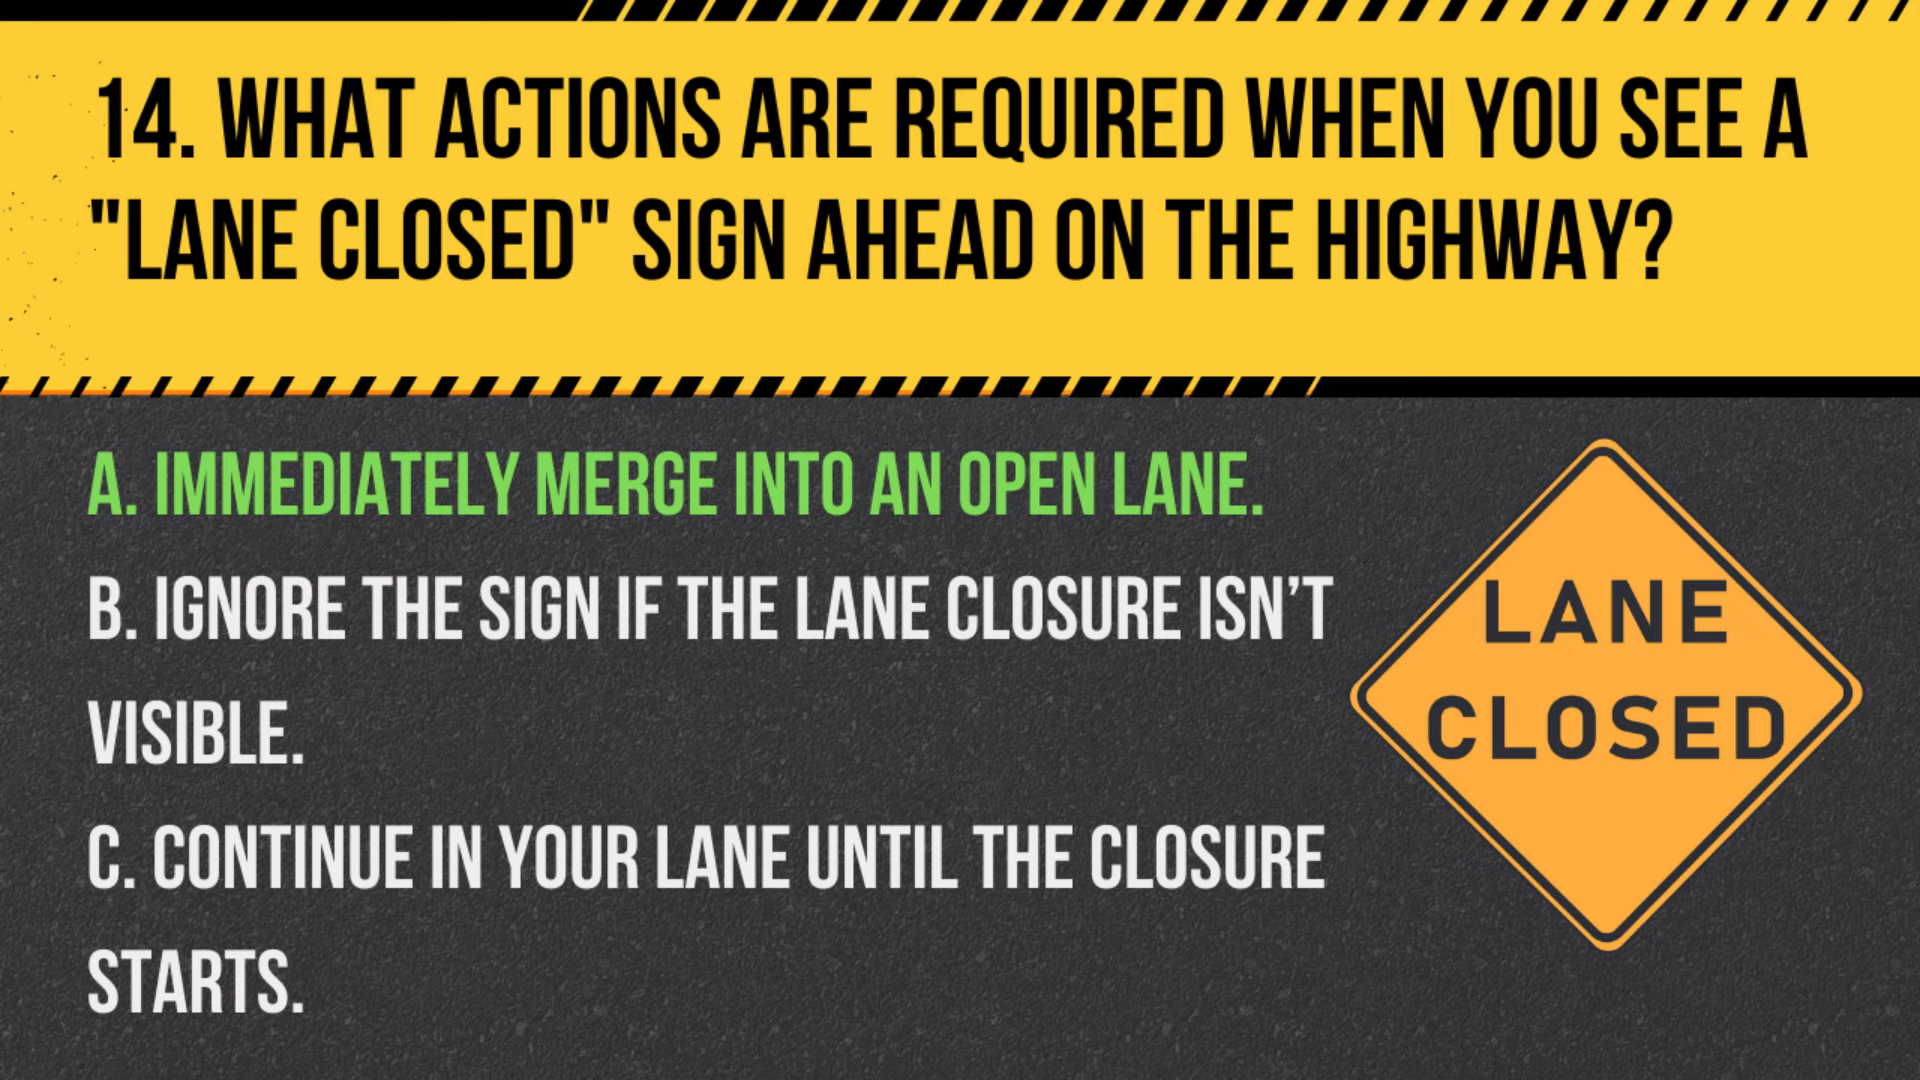 14. WHAT ACTIONS ARE REQUIRED WHEN YOU SEE A
"LANE CLOSED" SIGN AHEAD ON THE HIGHWAY?
A. IMMEDIATELY MERGE INTO AN OPEN LANE.
B. IGNORE THE SIGN IF THE LANE CLOSURE ISN’T
VISIBLE.
C. CONTINUE IN YOUR LANE UNTIL THE CLOSURE
STARTS.
LANE
CLOSED